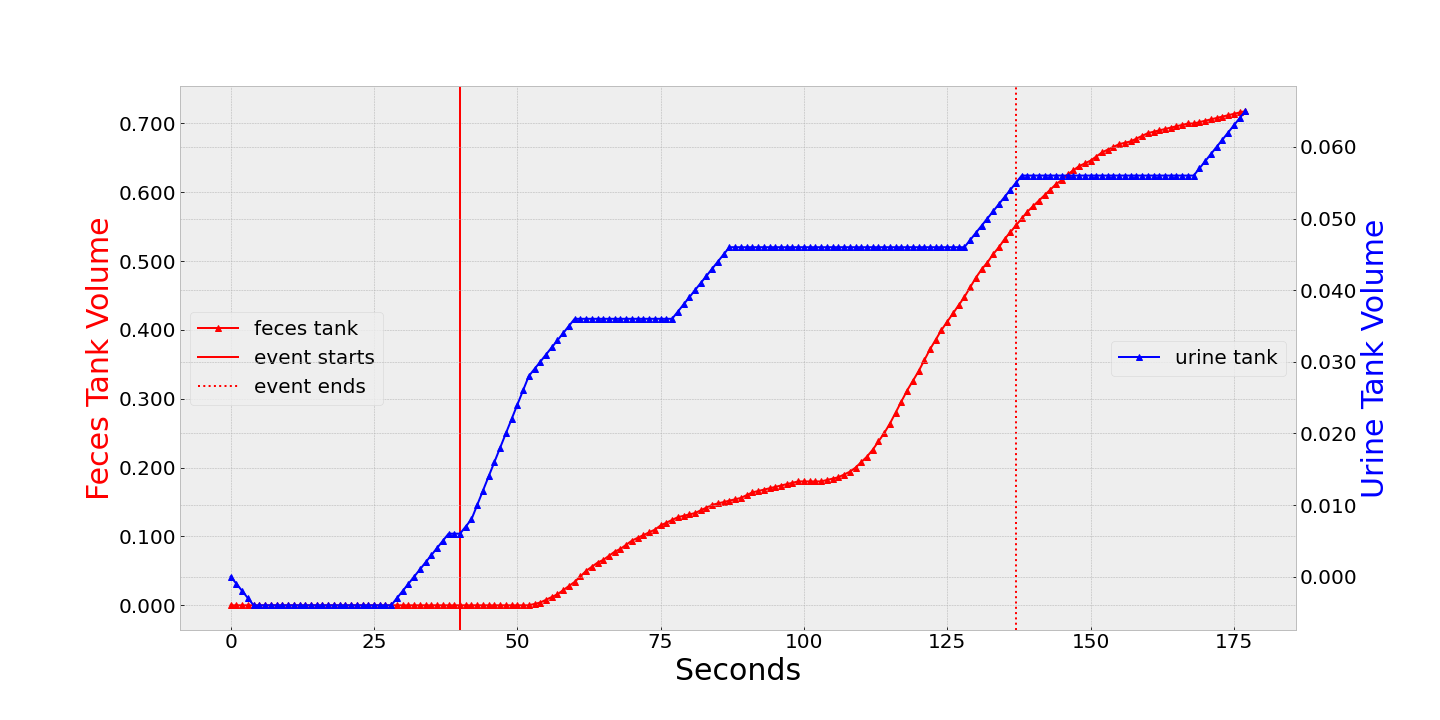 0.700
0.600
0.500
0.400
0.300
0.200
0.100
0.000
Feces Tank Volume
feces tank
event starts
event ends
urine tank
0.060
0.050
0.040
0.030
0.020
0.010
0.000
Urine Tank Volume
0 25 50 75 100 125 150 175
Seconds